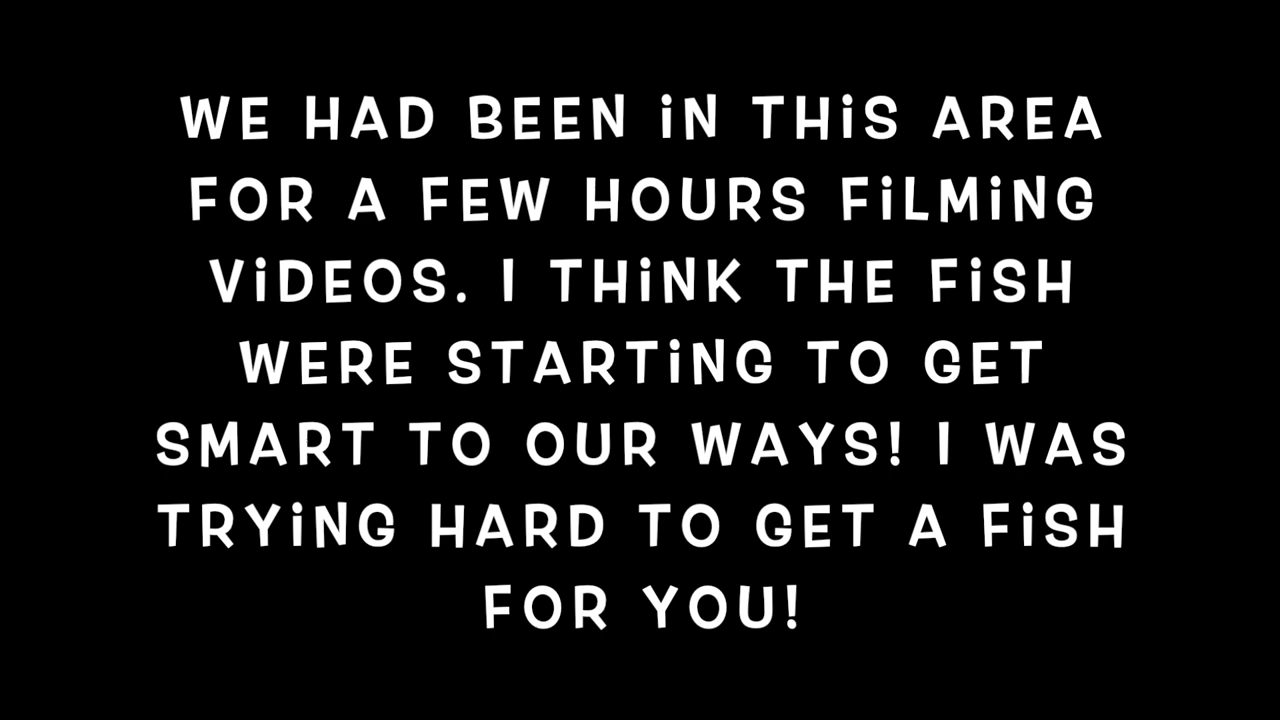 WE HAD BEEN iN THiS AREA
FOR A FEW HOURS FiLMiNG
ViDEOS. I THiNK THE FiSH
WERE STARTiNG TO GET
SMART TO OUR WAYS! I WAS
TRYiNG HARD TO GET A FiSH
FOR YOU!